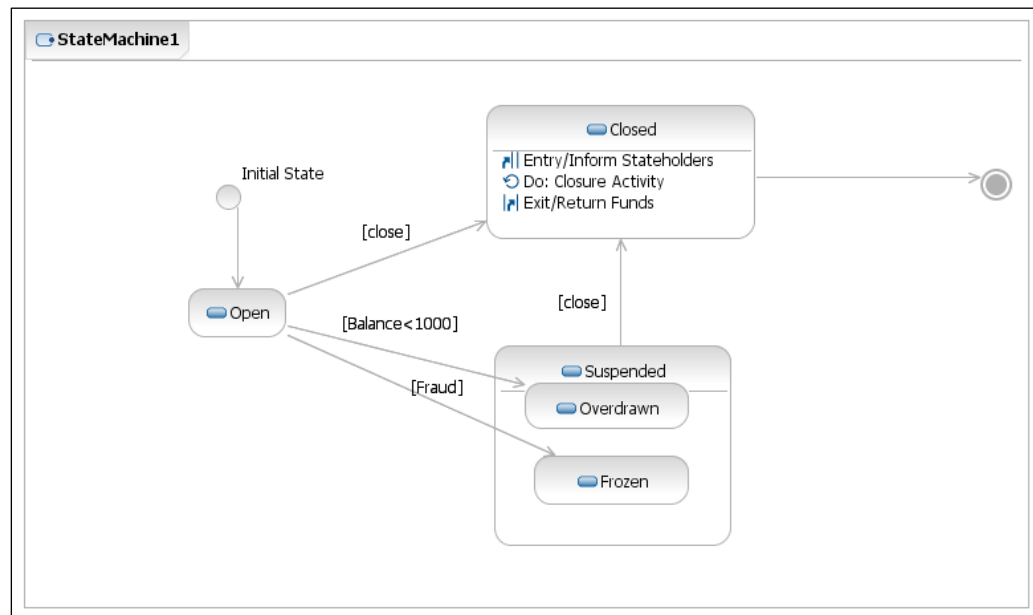 StateMachine1
Closed
Entry/Inform Stateholders
Do: Closure Activity
Exit/Return Funds
Initial State
[close]
Open
[Balance<1000]
[close]
[Fraud]
Suspended
Overdrawn
Frozen